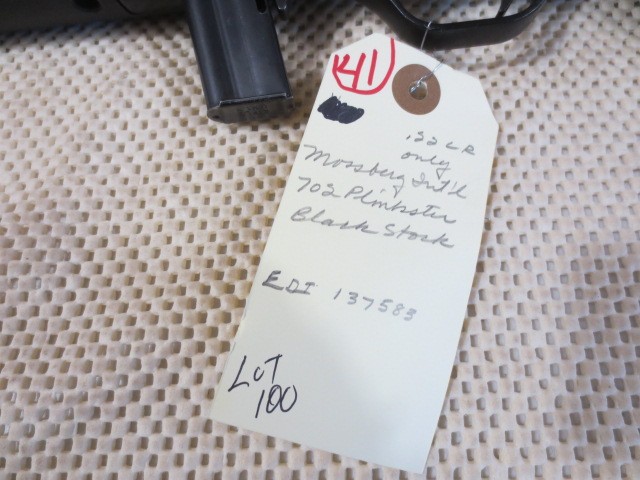 41
.22 LR
only
Mossberg Int'l
702 Plinkster
Black Stock
EDI 137583
LOT
100